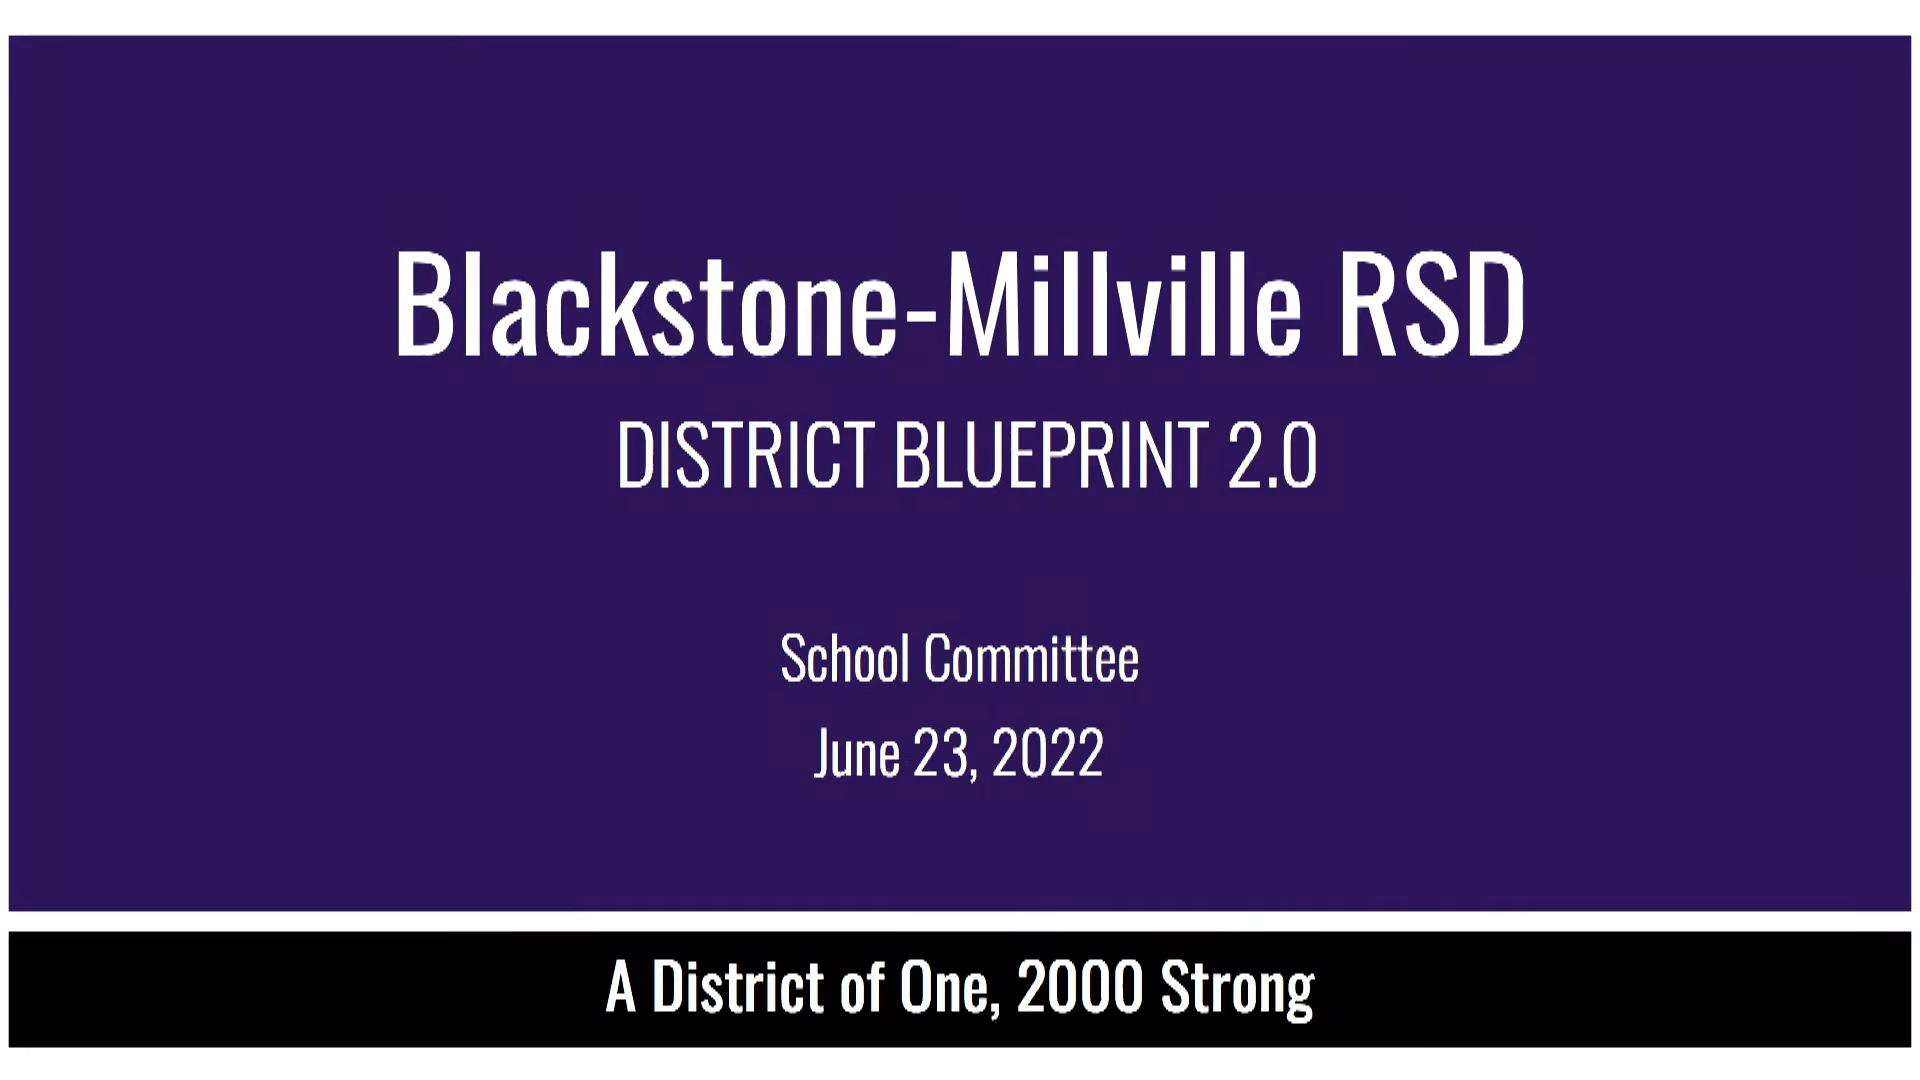 Blackstone-Millville RSD
DISTRICT BLUEPRINT 2.0
School Committee
June 23, 2022
A District of One, 2000 Strong